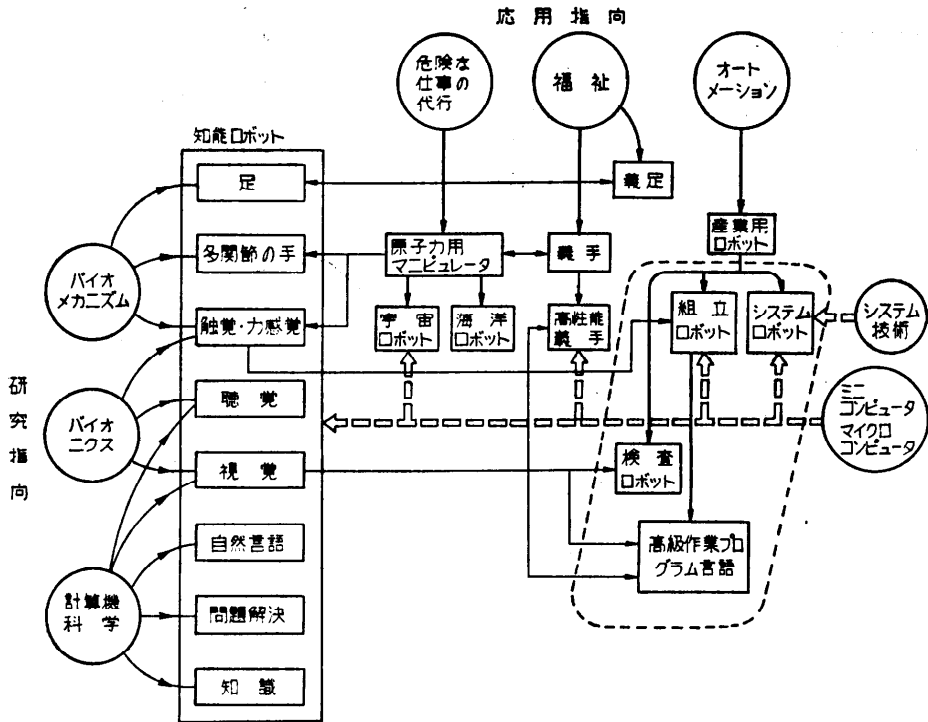 応用指向
危険な
仕事の
代行
福祉
オート
メーション
知能ロボット
足
義足
産業用
ロボット
多関節の手
原子力用
マニピュレータ
義手
バイオ
メカニズム
触覚・力感覚
宇宙
ロボット
海洋
ロボット
高性能
義手
組立
ロボット
システム
ロボット
システム
技術
研究指向
聴覚
バイオ
ニクス
視覚
検査
ロボット
ミニ
コンピュータ
マイクロ
コンピュータ
自然言語
高級作業プロ
グラム言語
計算機
科学
問題解決
知識